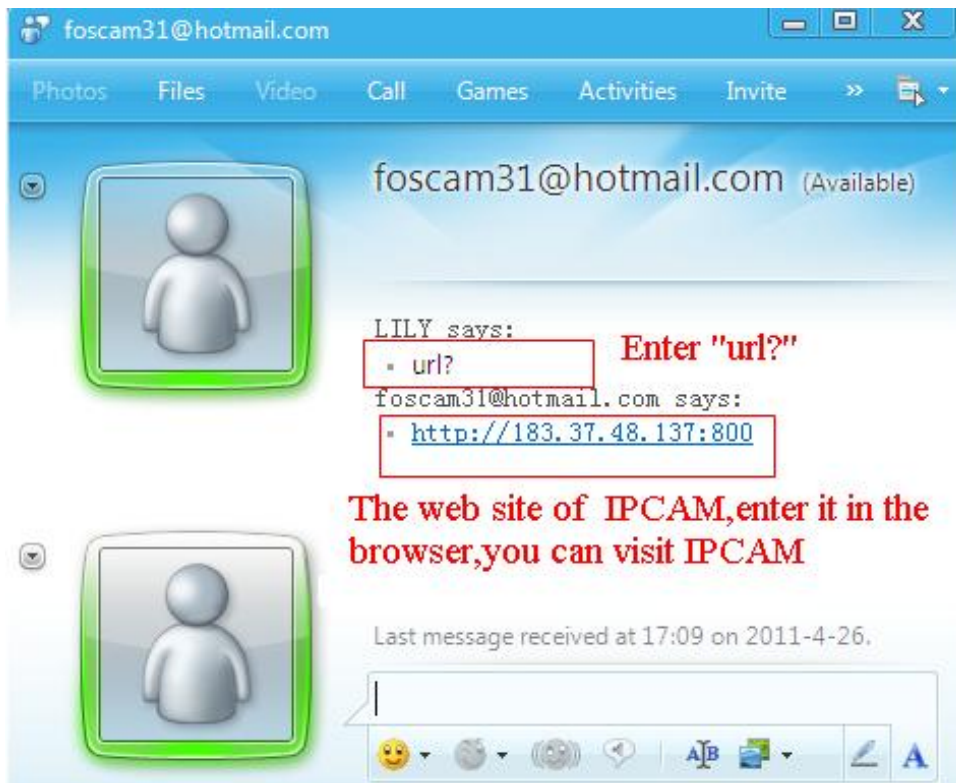 foscam31@hotmail.com
Photos Files Video Call Games Activities Invite »
foscam31@hotmail.com (Available)
LILY says:
url?
Enter "url?"
foscam31@hotmail.com says:
http://183.37.48.137:800
The web site of IPCAM,enter it in the
browser,you can visit IPCAM
Last message received at 17:09 on 2011-4-26.
AB
A